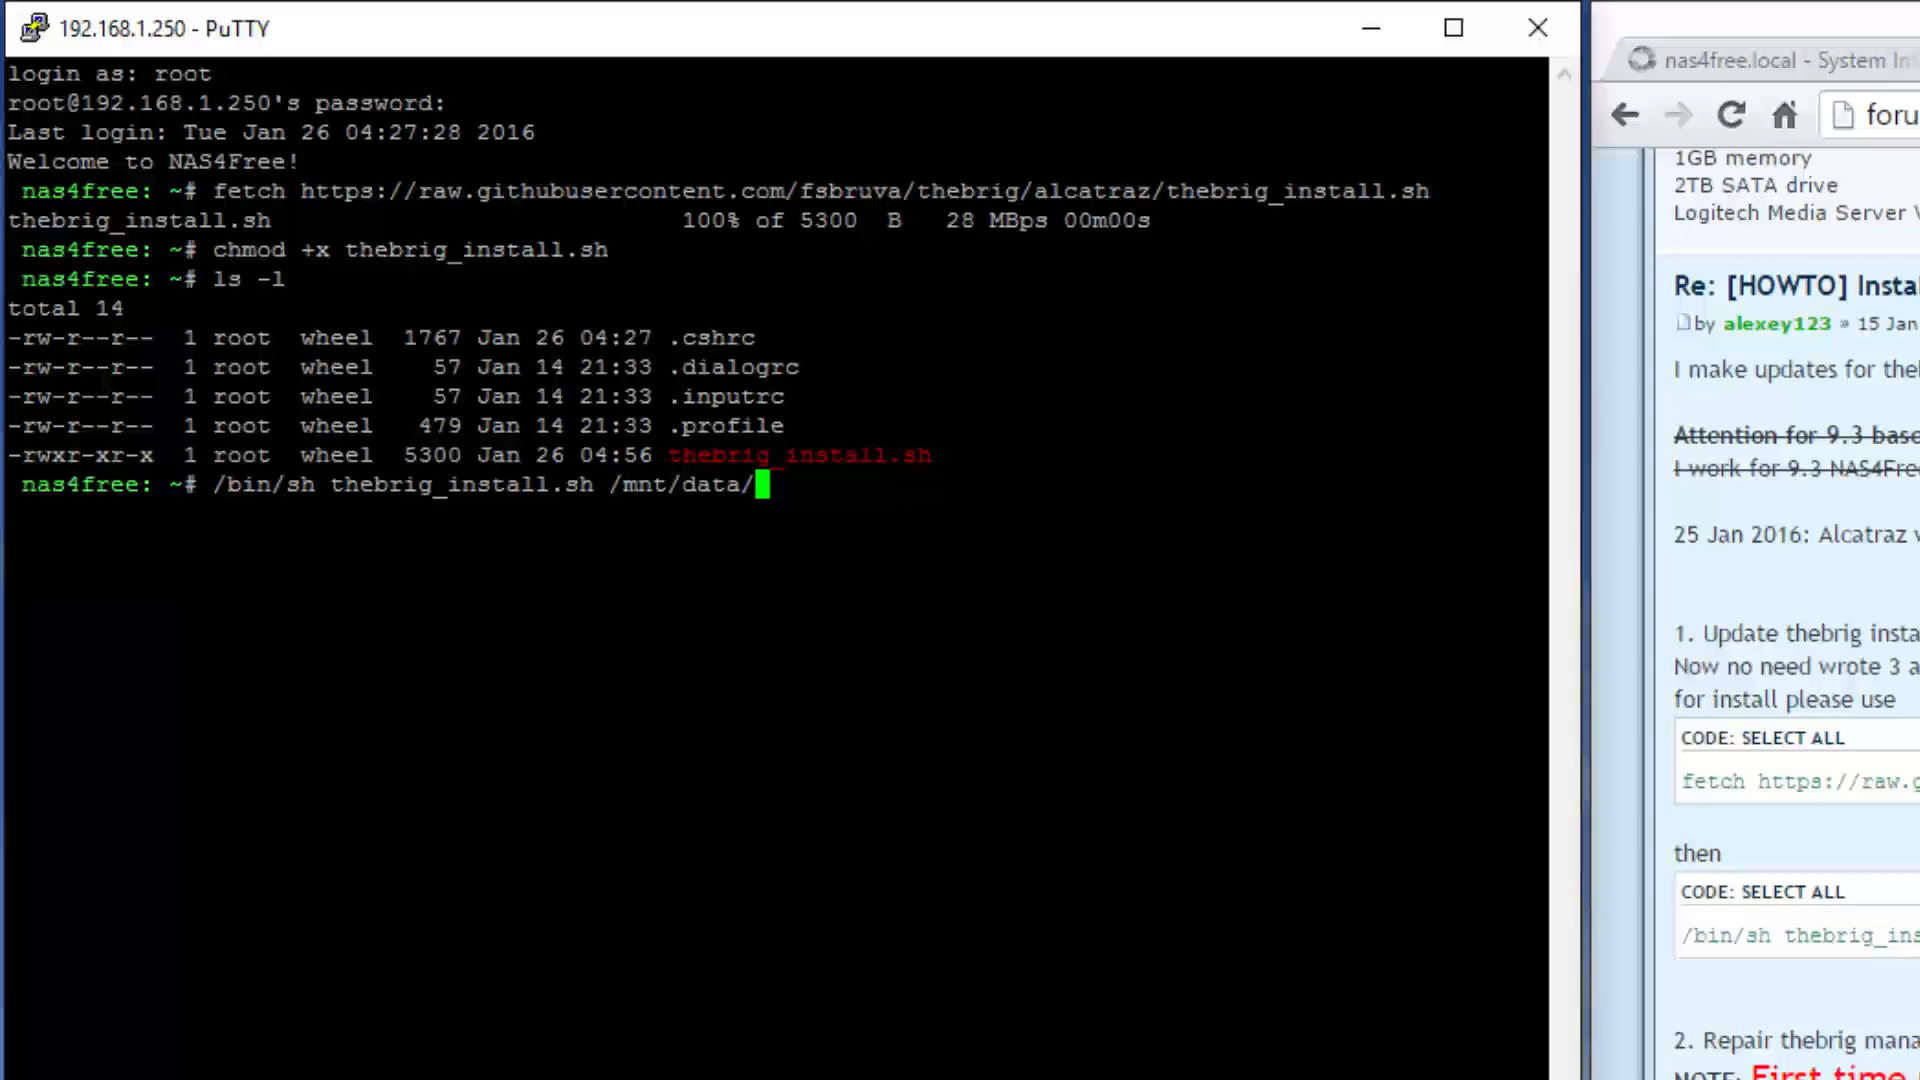 192.168.1.250 - PuTTY
login as: root
root@192.168.1.250's password:
Last login: Tue Jan 26 04:27:28 2016
Welcome to NAS4Free!
nas4free: ~# fetch https://raw.githubusercontent.com/fsbruva/thebrig/alcatraz/thebrig_install.sh
thebrig_install.sh 100% of 5300 B 28 MBps 00m00s
nas4free: ~# chmod +x thebrig_install.sh
nas4free: ~# ls -l
total 14
-rw-r--r-- 1 root wheel 1767 Jan 26 04:27 .cshrc
-rw-r--r-- 1 root wheel 57 Jan 14 21:33 .dialogrc
-rw-r--r-- 1 root wheel 57 Jan 14 21:33 .inputrc
-rw-r--r-- 1 root wheel 479 Jan 14 21:33 .profile
-rwxr-xr-x 1 root wheel 5300 Jan 26 04:56 thebrig_install.sh
nas4free: ~# /bin/sh thebrig_install.sh /mnt/data/
nas4free.local - System In
foru
1GB memory
2TB SATA drive
Logitech Media Server
Re: [HOWTO] Insta
by alexey123 » 15 Jan
I make updates for the
Attention for 9.3 base
I work for 9.3 NAS4Fre
25 Jan 2016: Alcatraz
1. Update thebrig insta
Now no need wrote 3 a
for install please use
CODE: SELECT ALL
fetch https://raw.g
then
CODE: SELECT ALL
/bin/sh thebrig_ins
2. Repair thebrig mana
NOTE: First time